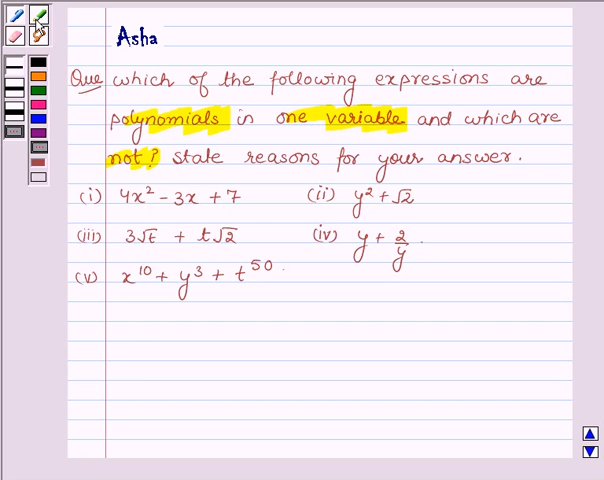 Asha
Que which of the following expressions are
polynomials in one variable and which are
not? state reasons for your answer.
(i) 4x² - 3x + 7 (ii) y² + √2
(iii) 3√t + t√2 (iv) y + 2/y .
(v) x¹⁰ + y³ + t⁵⁰ .